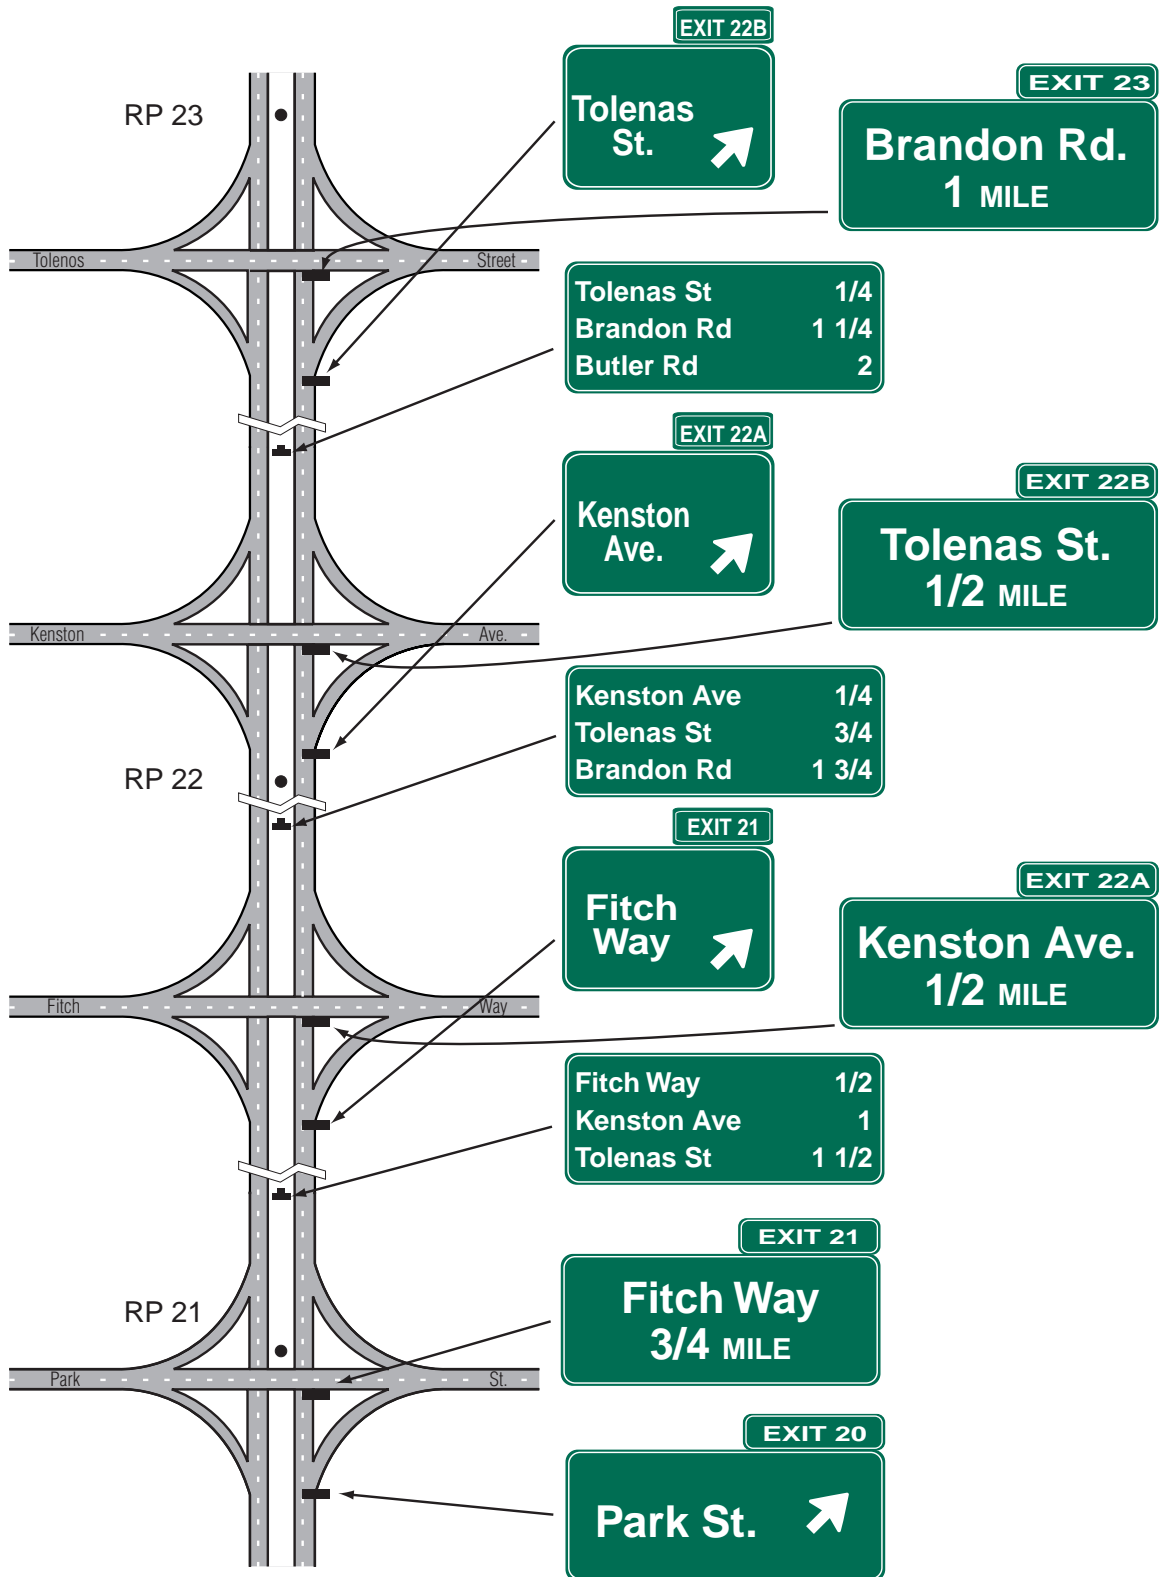 EXIT 22B
Tolenas
St.
EXIT 23
Brandon Rd.
1 MILE
RP 23
Tolenos Street
Tolenas St 1/4
Brandon Rd 1 1/4
Butler Rd 2
EXIT 22A
Kenston
Ave.
EXIT 22B
Tolenas St.
1/2 MILE
Kenston Ave.
Kenston Ave 1/4
Tolenas St 3/4
Brandon Rd 1 3/4
RP 22
EXIT 21
Fitch
Way
EXIT 22A
Kenston Ave.
1/2 MILE
Fitch Way
Fitch Way 1/2
Kenston Ave 1
Tolenas St 1 1/2
EXIT 21
Fitch Way
3/4 MILE
RP 21
Park St.
EXIT 20
Park St.